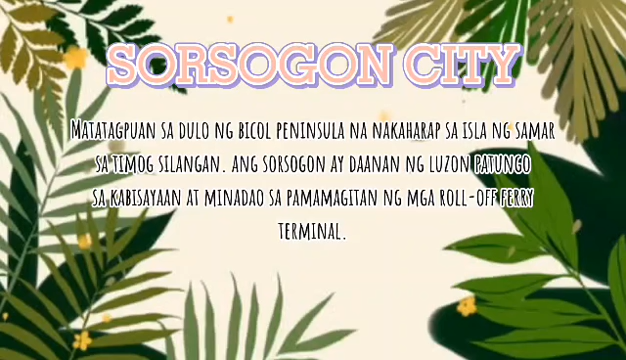 SORSOGON CITY
Matatagpuan sa dulo ng bicol peninsula na nakaharap sa isla ng samar
sa timog silangan. ang sorsogon ay daanan ng luzon patungo
sa kabisayaan at minadao sa pamamagitan ng mga roll-off ferry
terminal.